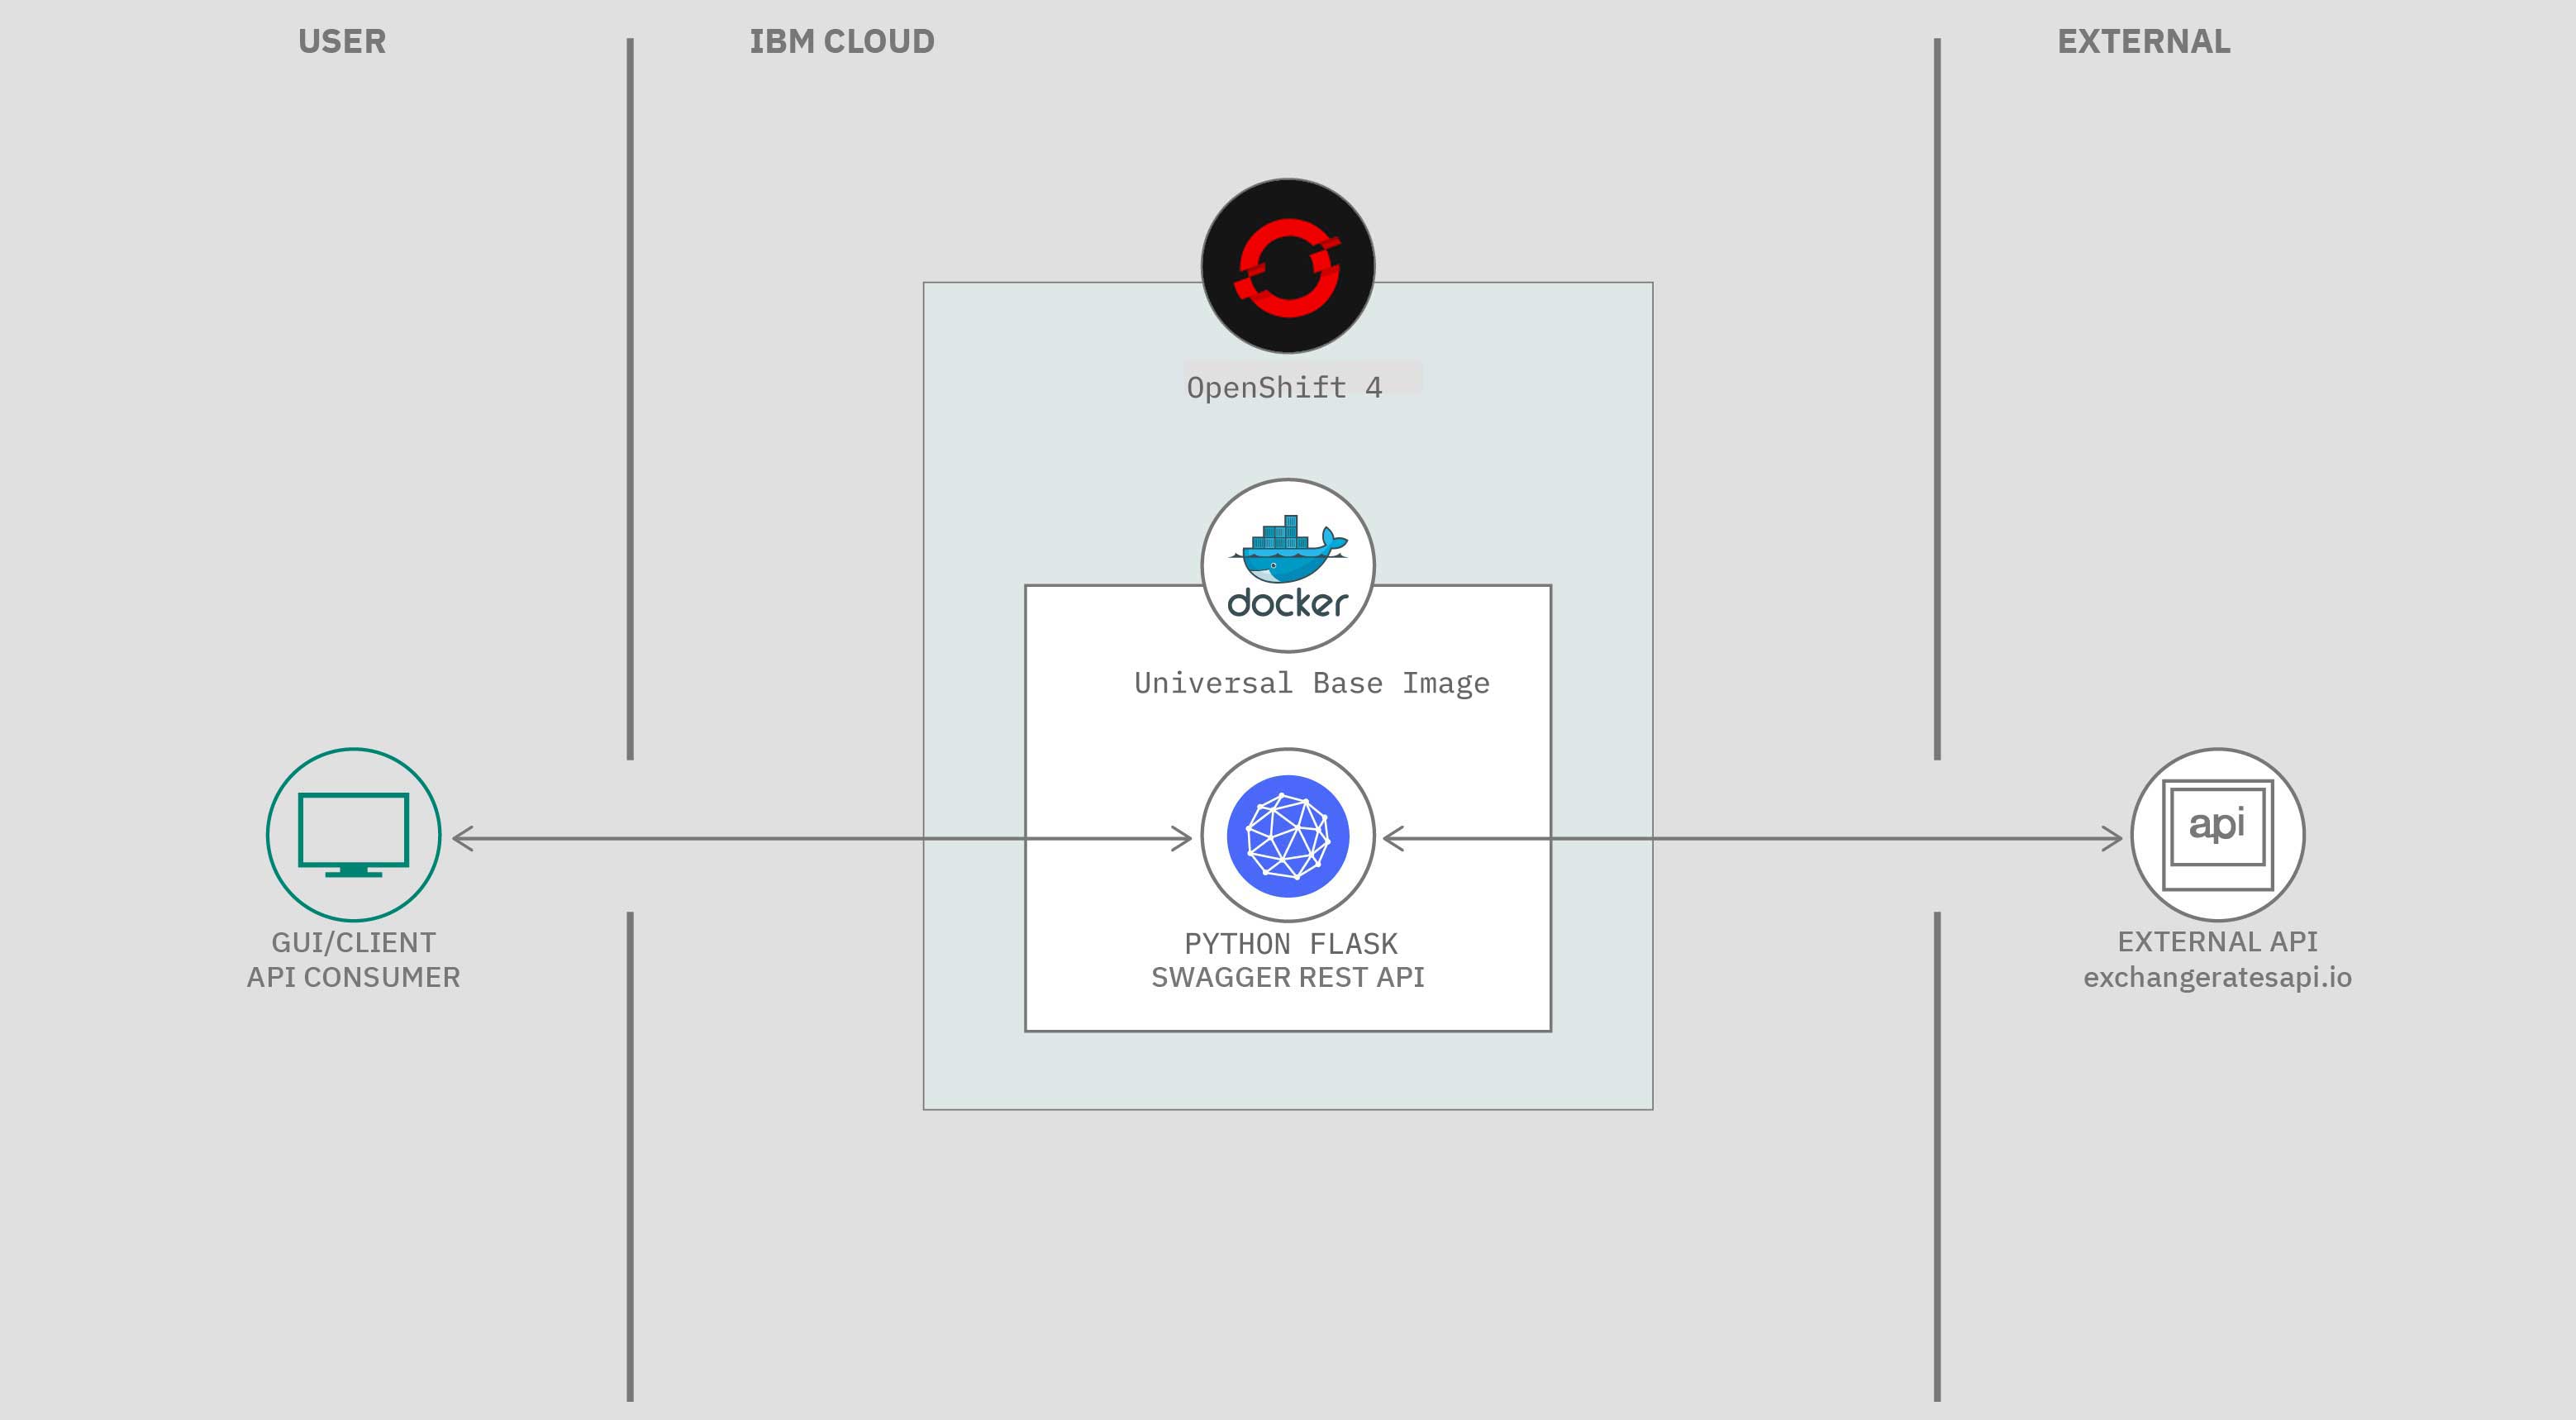 USER
IBM CLOUD
EXTERNAL
OpenShift 4
docker
Universal Base Image
api
GUI/CLIENT
API CONSUMER
PYTHON FLASK
SWAGGER REST API
EXTERNAL API
exchangeratesapi.io